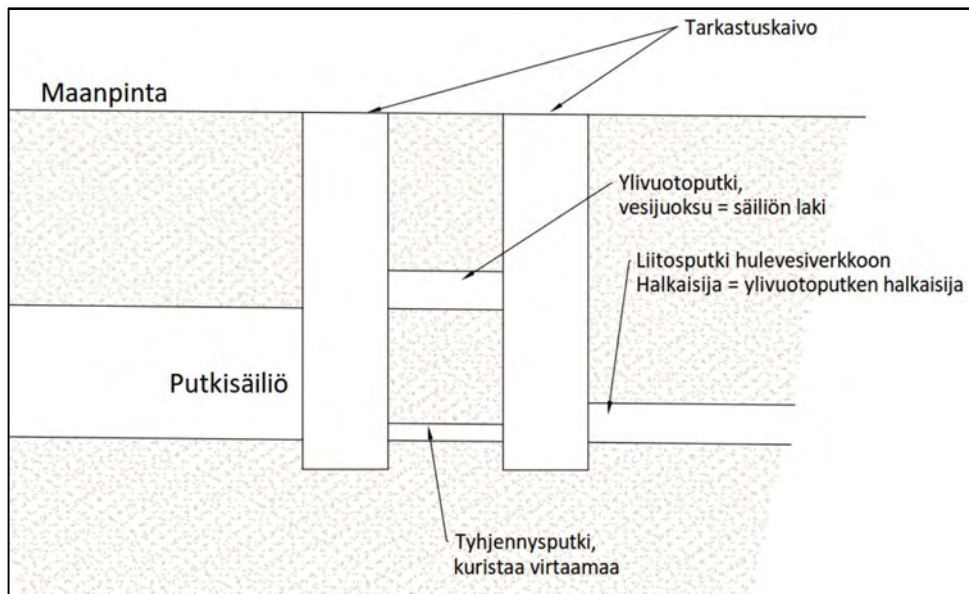 Tarkastuskaivo
Maanpinta
Ylivuotoputki,
vesijuoksu = säiliön laki
Liitosputki hulevesiverkkoon
Halkaisija = ylivuotoputken halkaisija
Putkisäiliö
Tyhjennysputki,
kuristaa virtaamaa